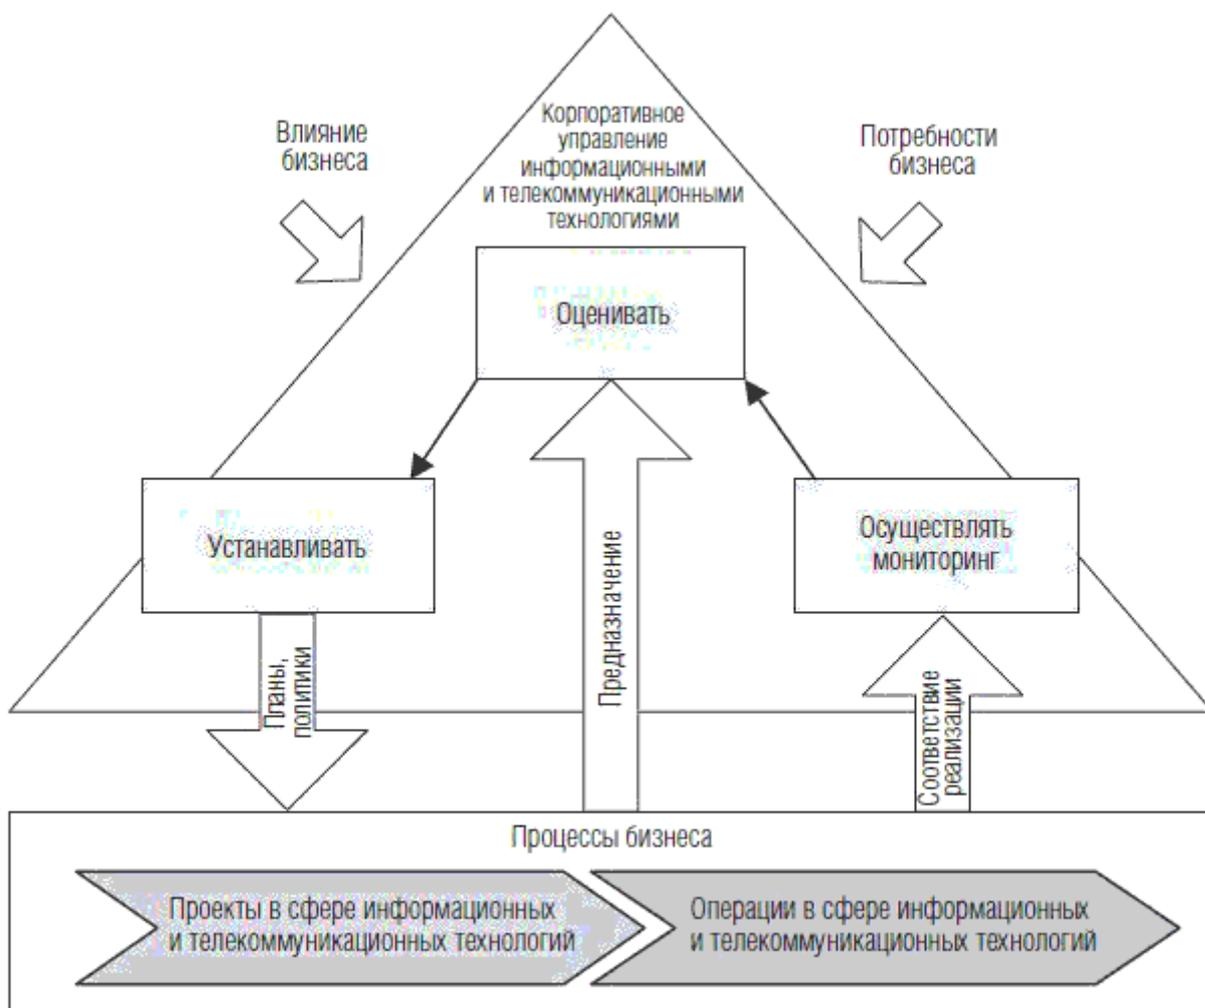 Корпоративное
управление
информационными
и телекоммуникационными
технологиями
Влияние
бизнеса
Потребности
бизнеса
Оценивать
Устанавливать
Осуществлять
мониторинг
Планы,
политики
Предназначение
Соответствие
реализации
Процессы бизнеса
Проекты в сфере информационных
и телекоммуникационных технологий
Операции в сфере информационных
и телекоммуникационных технологий